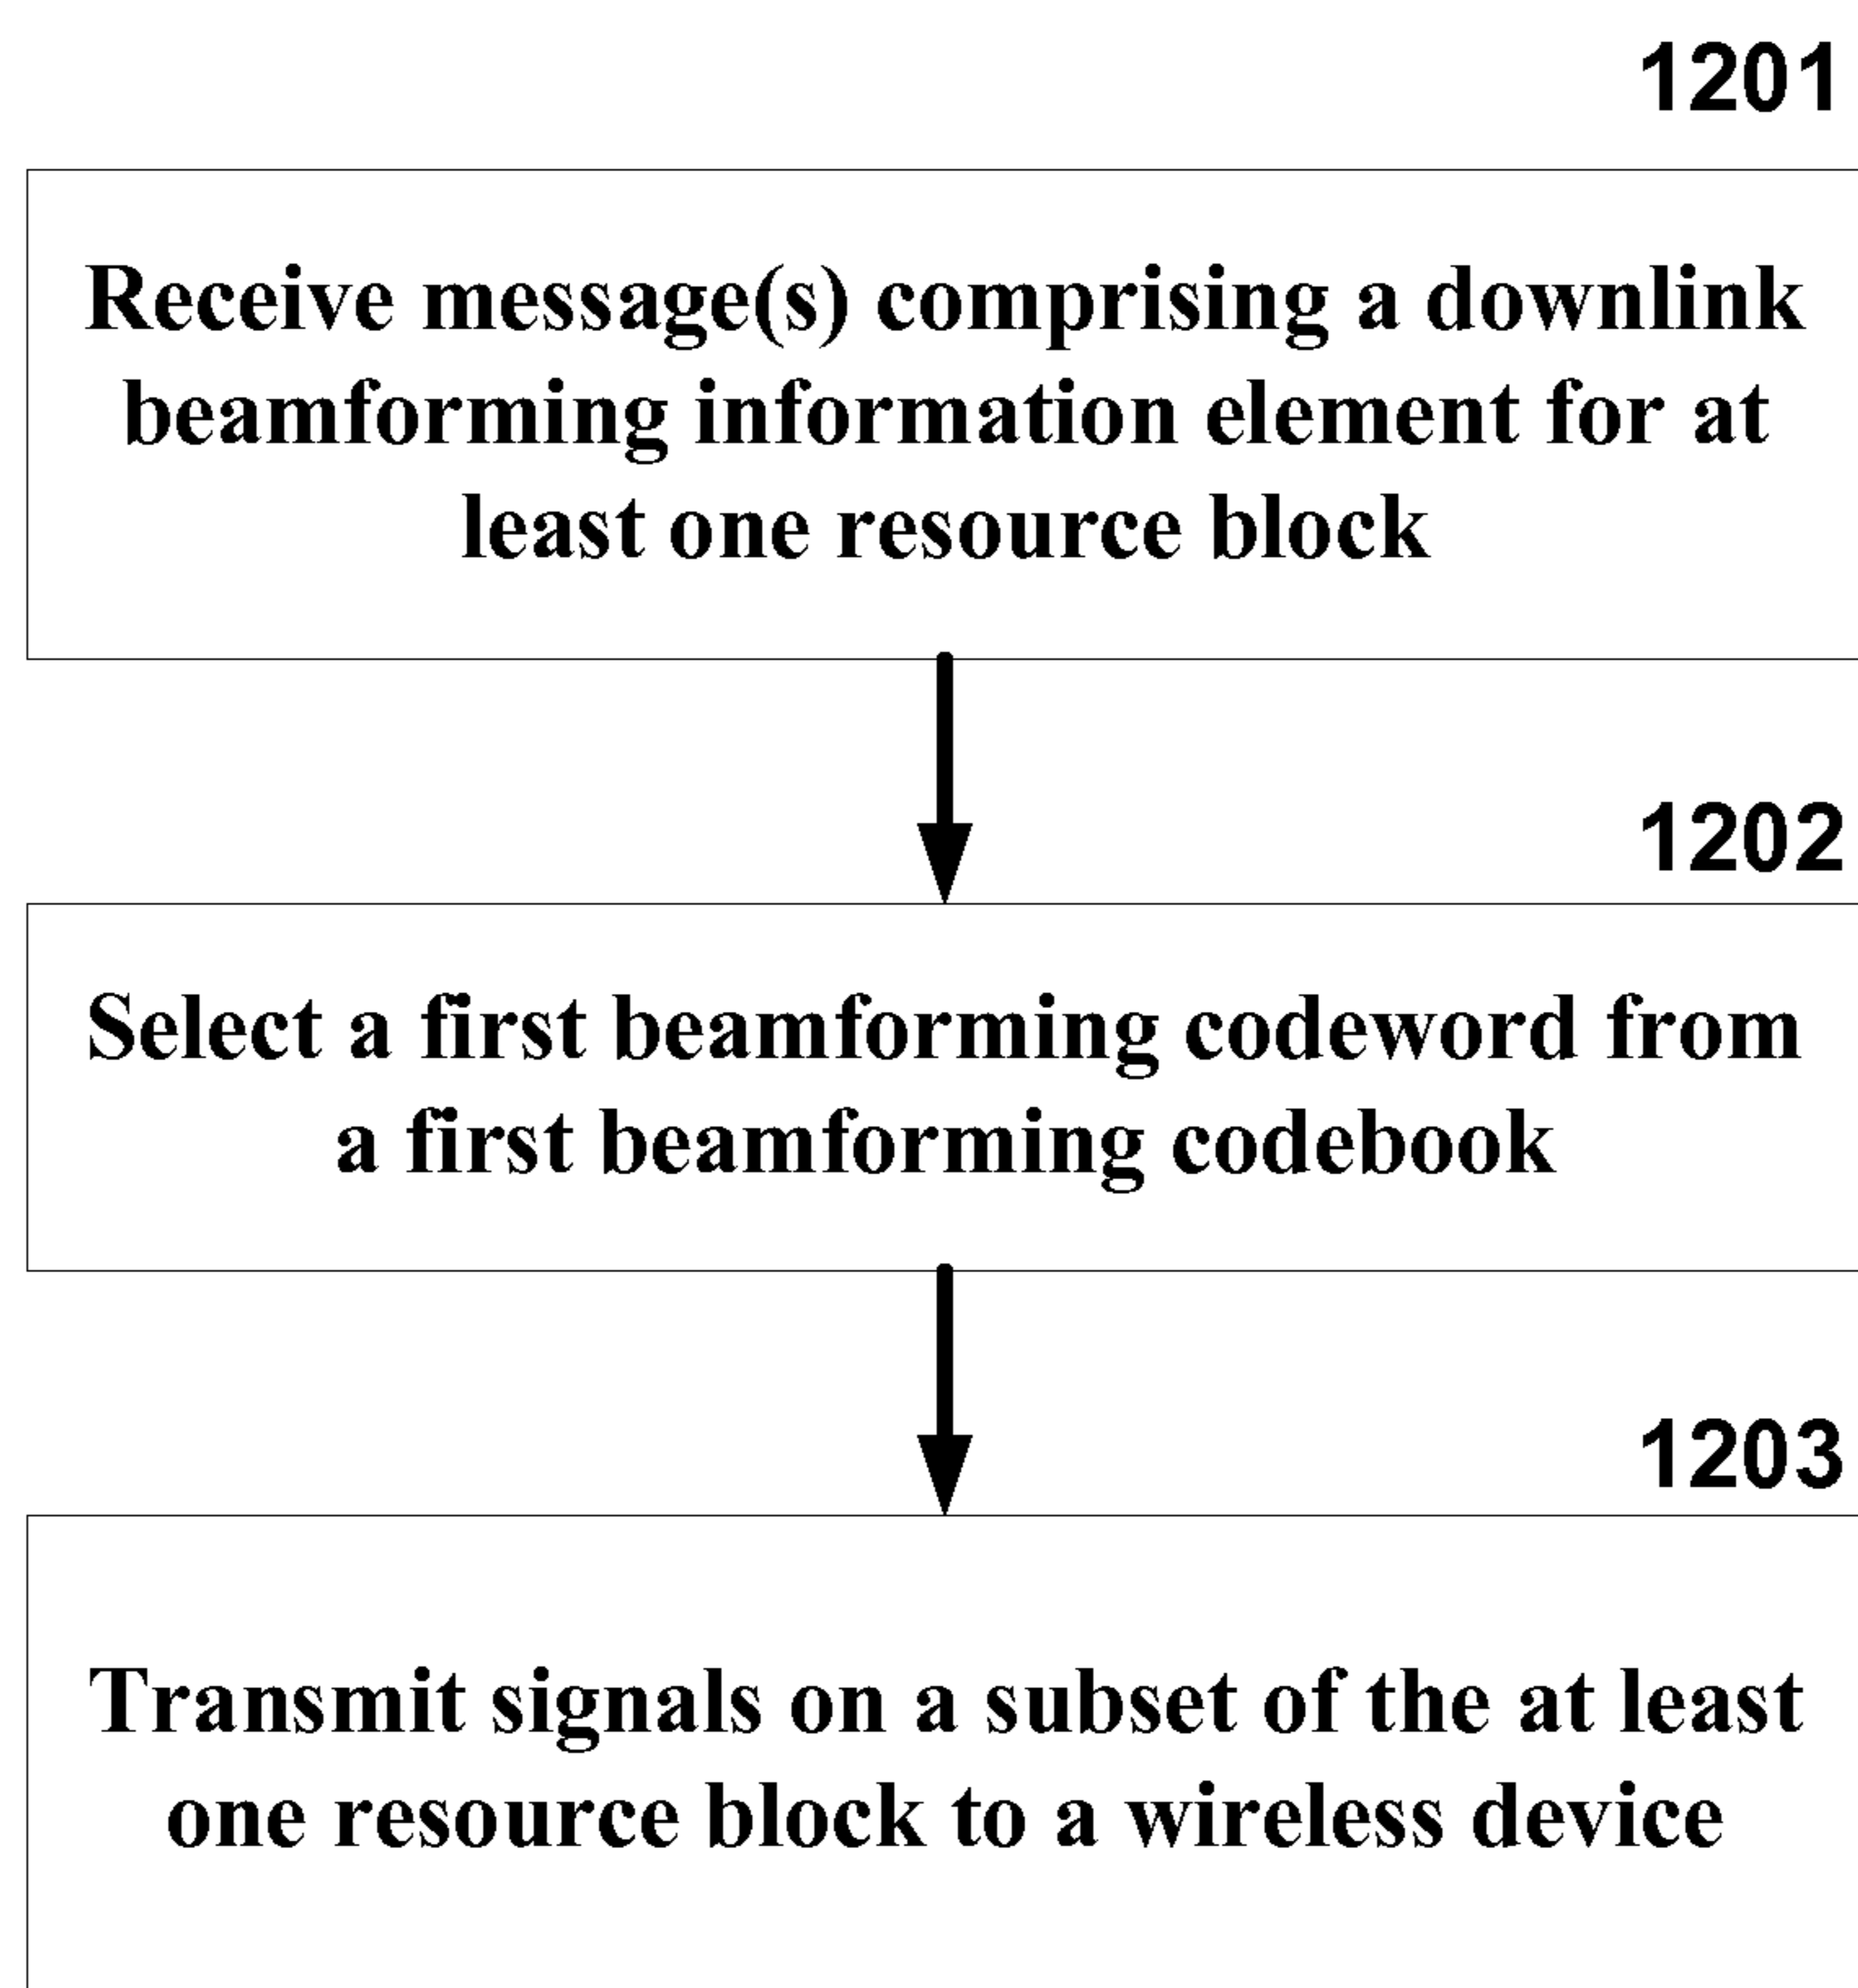 1201
Receive message(s) comprising a downlink
beamforming information element for at
least one resource block
1202
Select a first beamforming codeword from
a first beamforming codebook
1203
Transmit signals on a subset of the at least
one resource block to a wireless device